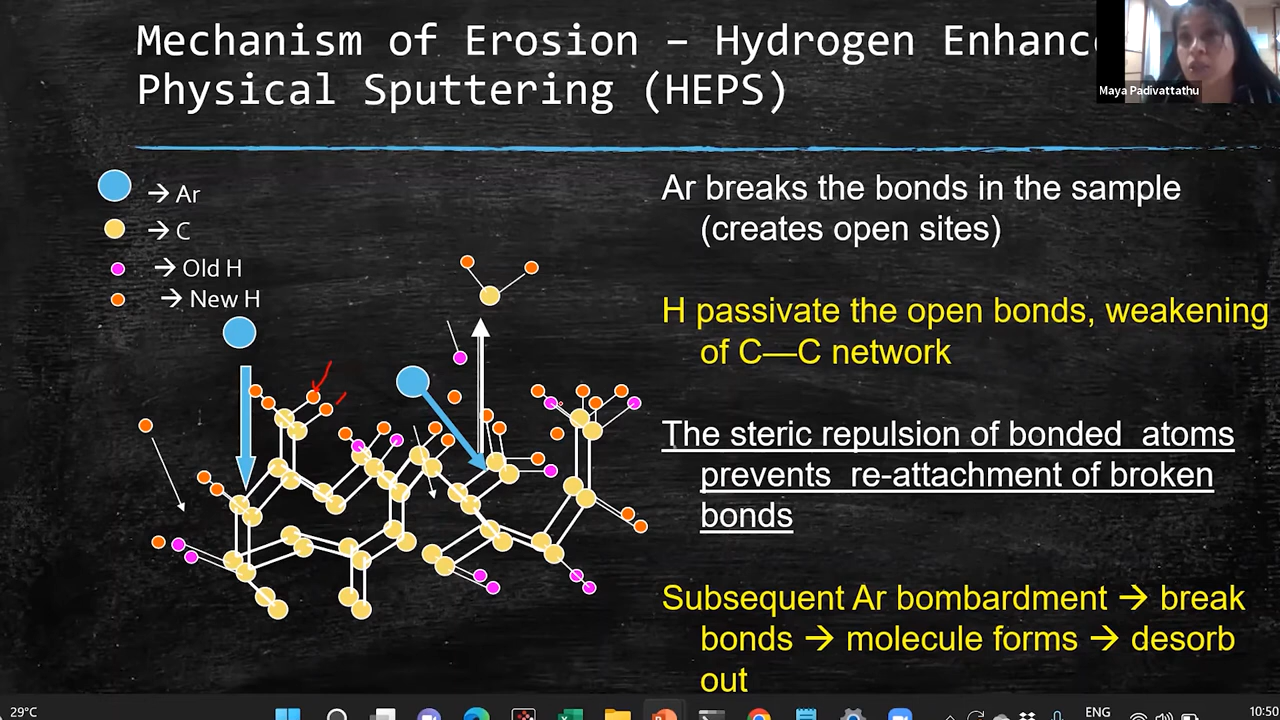 Mechanism of Erosion – Hydrogen Enhanc
Physical Sputtering (HEPS)
Maya Padivattathu
→ Ar
→ C
→ Old H
→ New H
Ar breaks the bonds in the sample
(creates open sites)
H passivate the open bonds, weakening
of C—C network
The steric repulsion of bonded atoms
prevents re-attachment of broken
bonds
Subsequent Ar bombardment → break
bonds → molecule forms → desorb
out
29°C
ENG
10:50